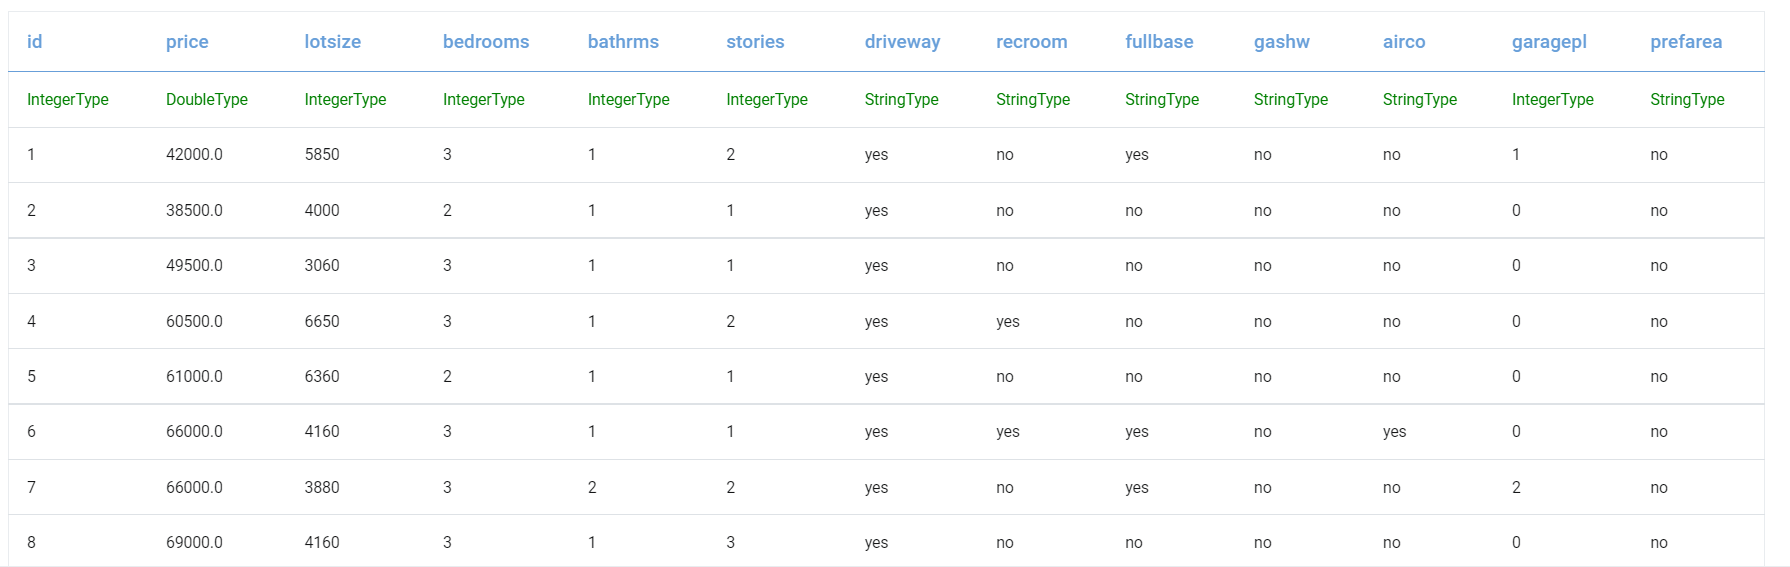 id price lotsize bedrooms bathrms stories driveway recroom fullbase gashw airco garagepl prefarea
IntegerType DoubleType IntegerType IntegerType IntegerType IntegerType StringType StringType StringType StringType StringType IntegerType StringType
1 42000.0 5850 3 1 2 yes no yes no no 1 no
2 38500.0 4000 2 1 1 yes no no no no 0 no
3 49500.0 3060 3 1 1 yes no no no no 0 no
4 60500.0 6650 3 1 2 yes yes no no no 0 no
5 61000.0 6360 2 1 1 yes no no no no 0 no
6 66000.0 4160 3 1 1 yes yes yes no yes 0 no
7 66000.0 3880 3 2 2 yes no yes no no 2 no
8 69000.0 4160 3 1 3 yes no no no no 0 no